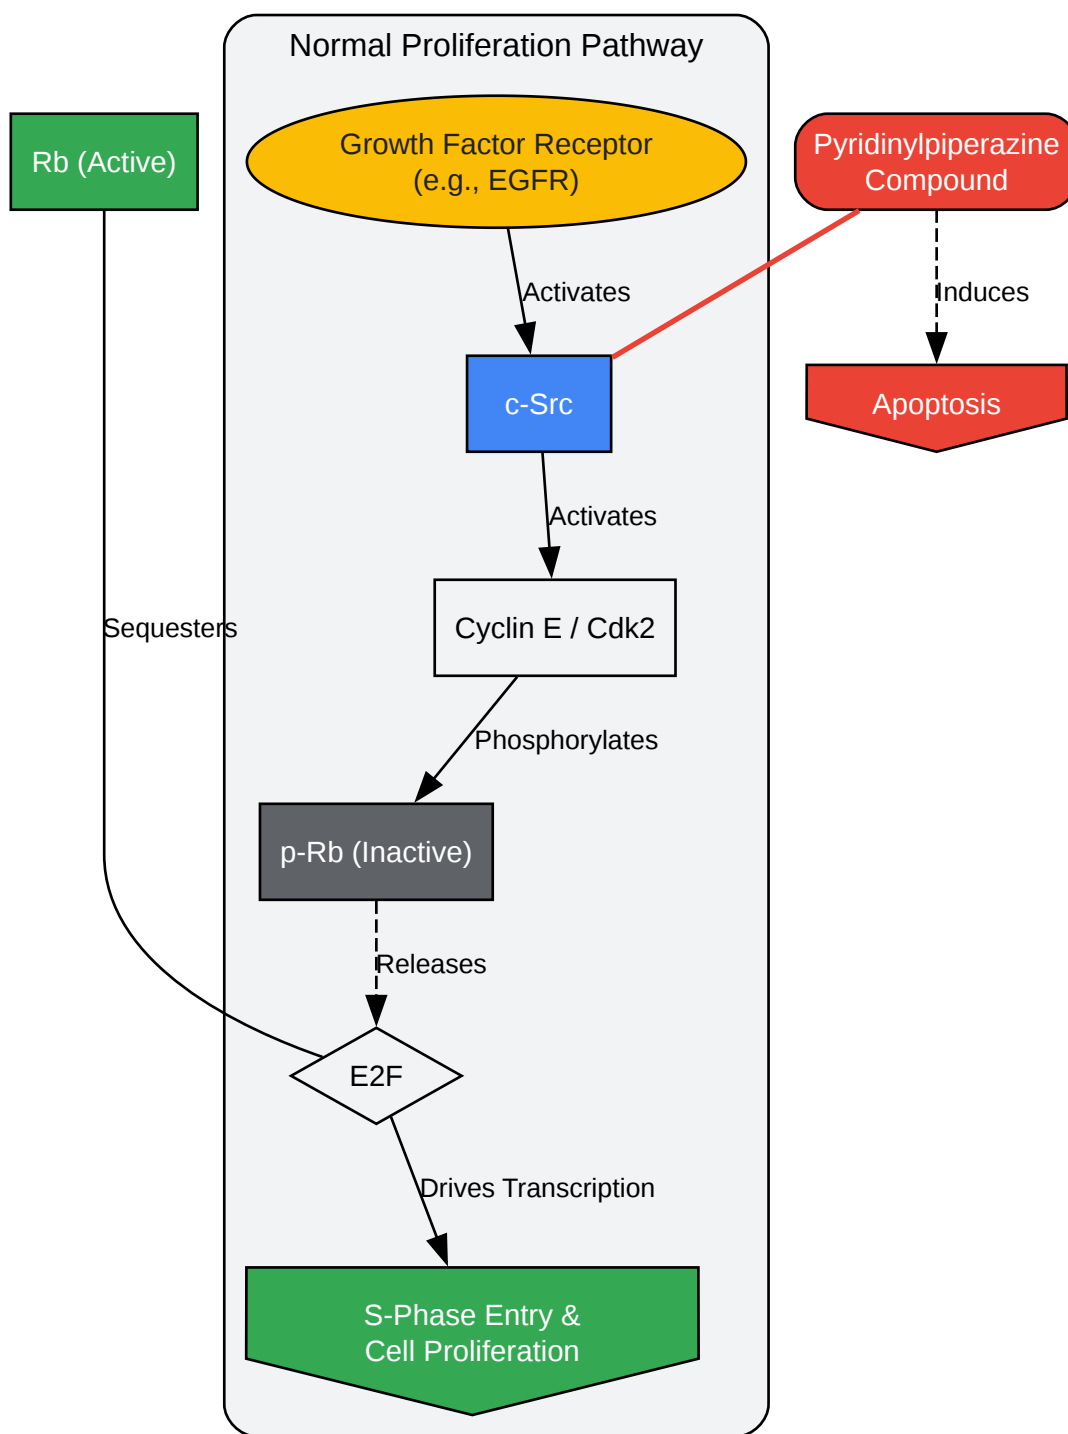 Normal Proliferation Pathway
Rb (Active)
Growth Factor Receptor
(e.g., EGFR)
Pyridinylpiperazine
Compound
Activates
Induces
c-Src
Apoptosis
Activates
Cyclin E / Cdk2
Sequesters
Phosphorylates
p-Rb (Inactive)
Releases
E2F
Drives Transcription
S-Phase Entry &
Cell Proliferation